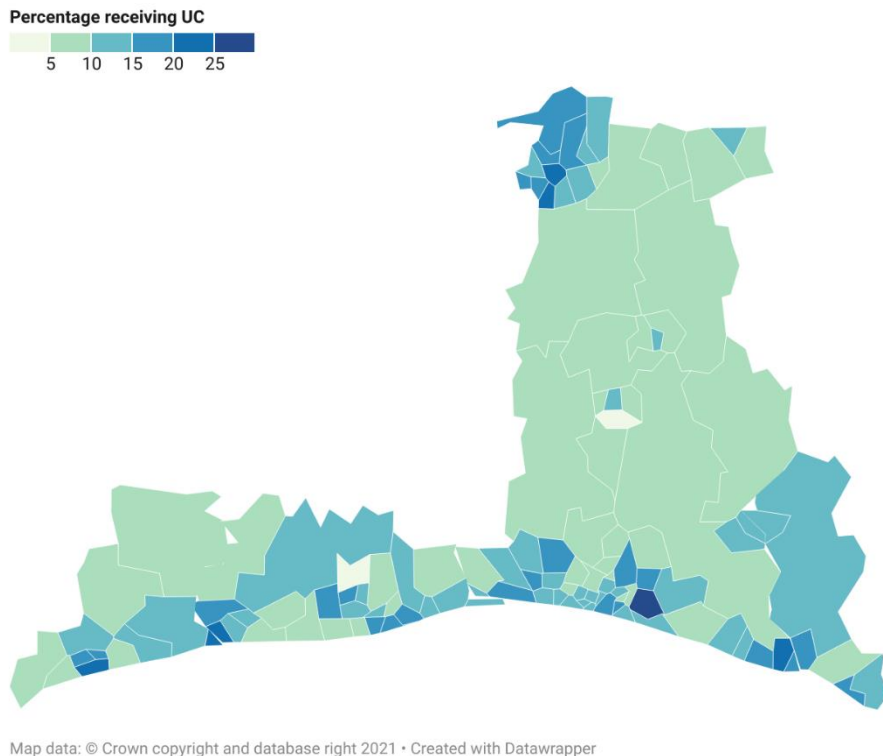 Percentage receiving UC
5 10 15 20 25
Map data: © Crown copyright and database right 2021 • Created with Datawrapper